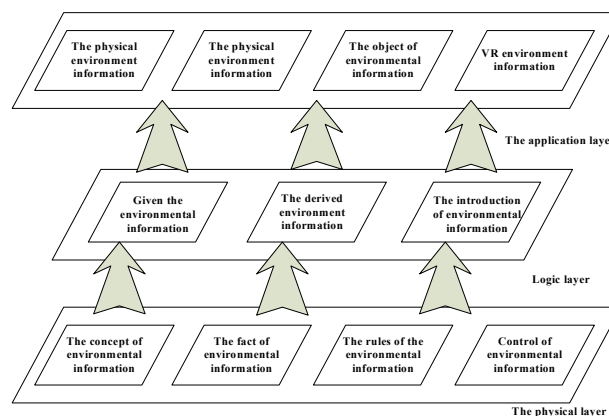 The physical
environment
information
The physical
environment
information
The object of
environmental
information
VR environment
information
The application layer
Given the
environmental
information
The derived
environment
information
The introduction
of environmental
information
Logic layer
The concept of
environmental
information
The fact of
environmental
information
The rules of the
environmental
information
Control of
environmental
information
The physical layer